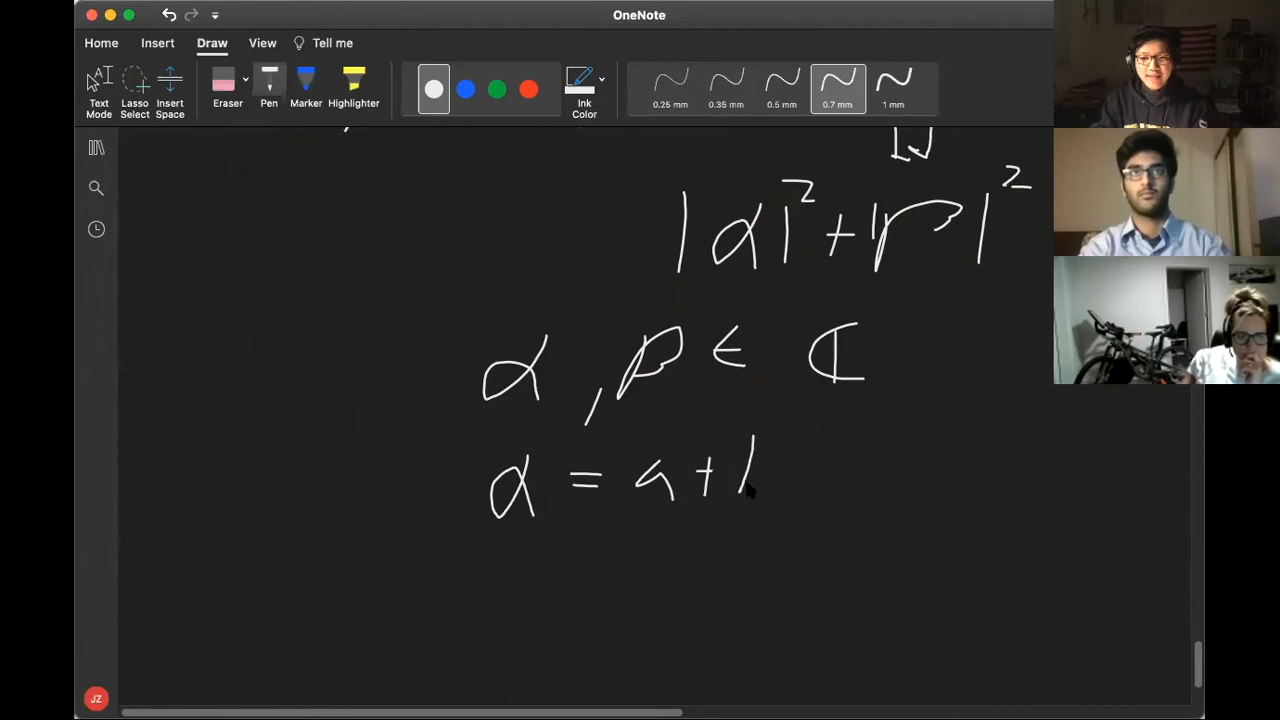 OneNote
Home Insert Draw View Tell me
Text Mode
Lasso Select
Insert Space
Eraser
Pen
Marker
Highlighter
Ink Color
0.25 mm
0.35 mm
0.5 mm
0.7 mm
1 mm
|α|² + |β|²
α, β ∈ ℂ
α = a +
JZ